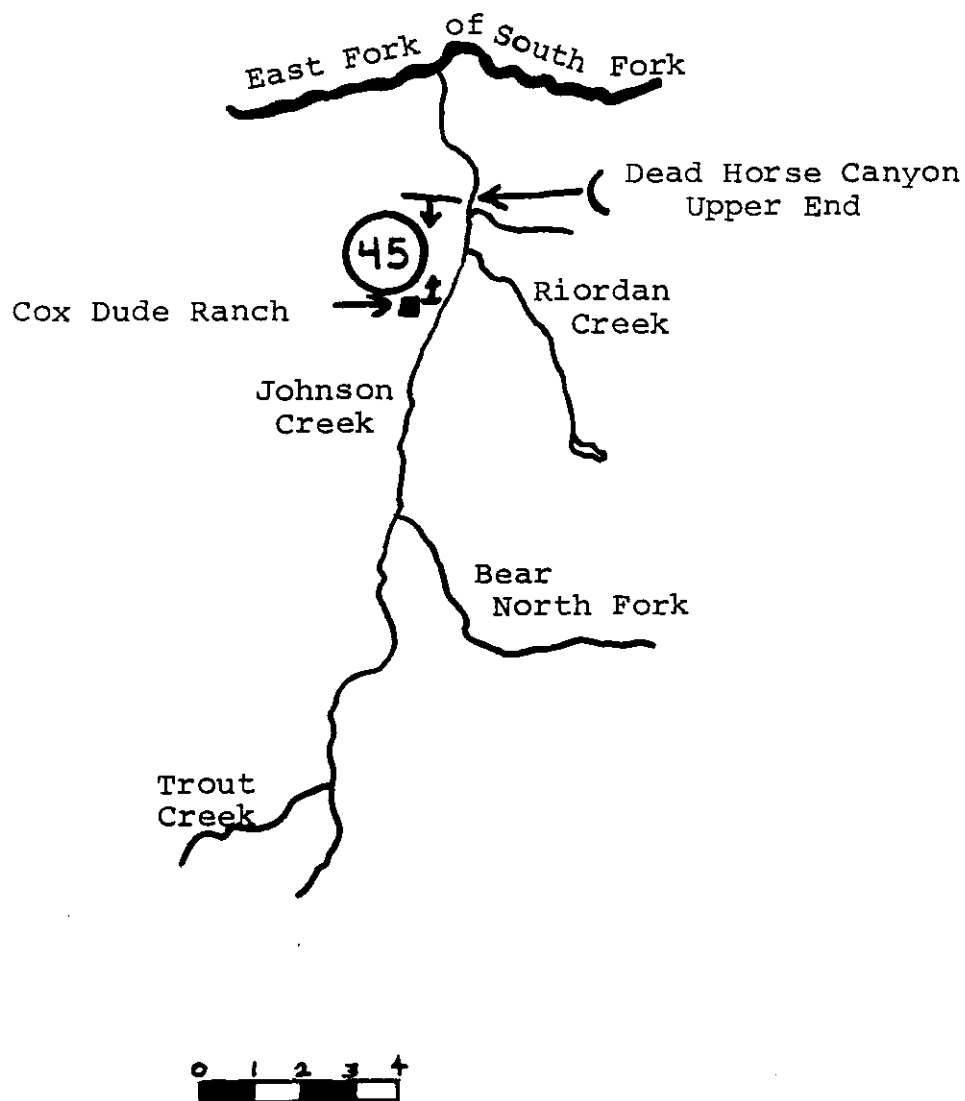 East Fork of South Fork
Dead Horse Canyon
Upper End
45
Cox Dude Ranch
Riordan
Creek
Johnson
Creek
Bear
North Fork
Trout
Creek
0 1 2 3 4